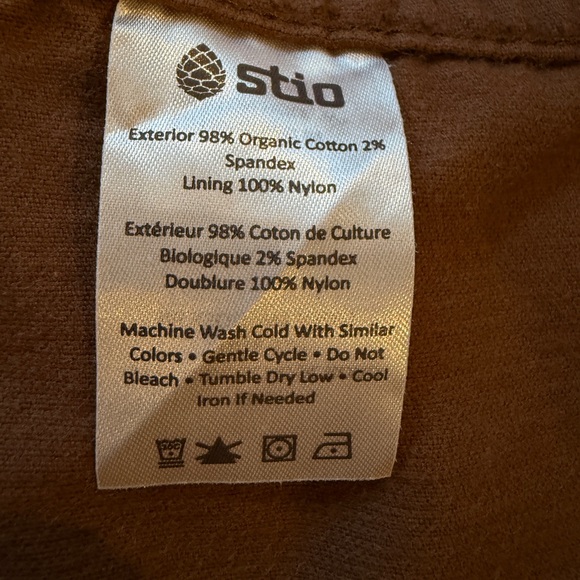 stio
Exterior 98% Organic Cotton 2%
Spandex
Lining 100% Nylon
Extérieur 98% Coton de Culture
Biologique 2% Spandex
Doublure 100% Nylon
Machine Wash Cold With Similar
Colors • Gentle Cycle • Do Not
Bleach • Tumble Dry Low • Cool
Iron If Needed